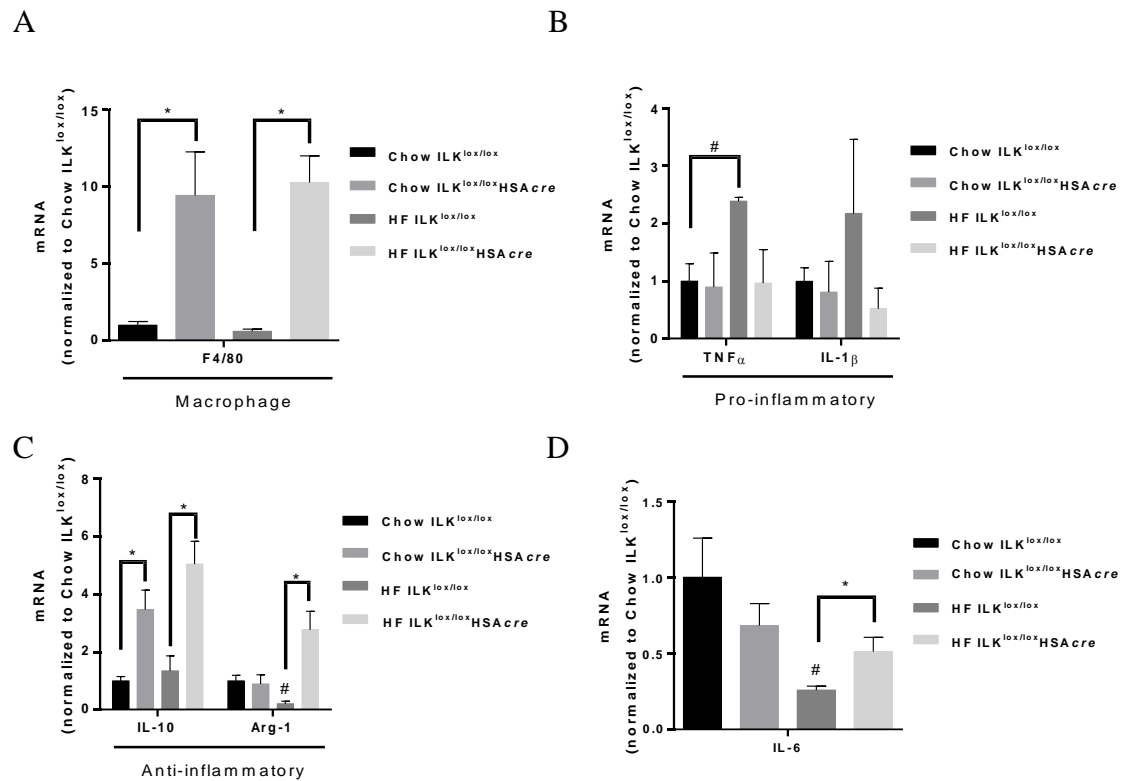 A
mRNA
(normalized to Chow ILK^lox/lox)
15
10
5
0
*
*
F4/80
Macrophage
Chow ILK^lox/lox
Chow ILK^lox/lox HSAcre
HF ILK^lox/lox
HF ILK^lox/lox HSAcre
B
mRNA
(normalized to Chow ILK^lox/lox)
4
3
2
1
0
#
TNFα
IL-1β
Pro-inflammatory
Chow ILK^lox/lox
Chow ILK^lox/lox HSAcre
HF ILK^lox/lox
HF ILK^lox/lox HSAcre
C
mRNA
(normalized to Chow ILK^lox/lox)
8
6
4
2
0
*
*
*
#
IL-10
Arg-1
Anti-inflammatory
Chow ILK^lox/lox
Chow ILK^lox/lox HSAcre
HF ILK^lox/lox
HF ILK^lox/lox HSAcre
D
mRNA
(normalized to Chow ILK^lox/lox)
1.5
1.0
0.5
0.0
*
#
IL-6
Chow ILK^lox/lox
Chow ILK^lox/lox HSAcre
HF ILK^lox/lox
HF ILK^lox/lox HSAcre